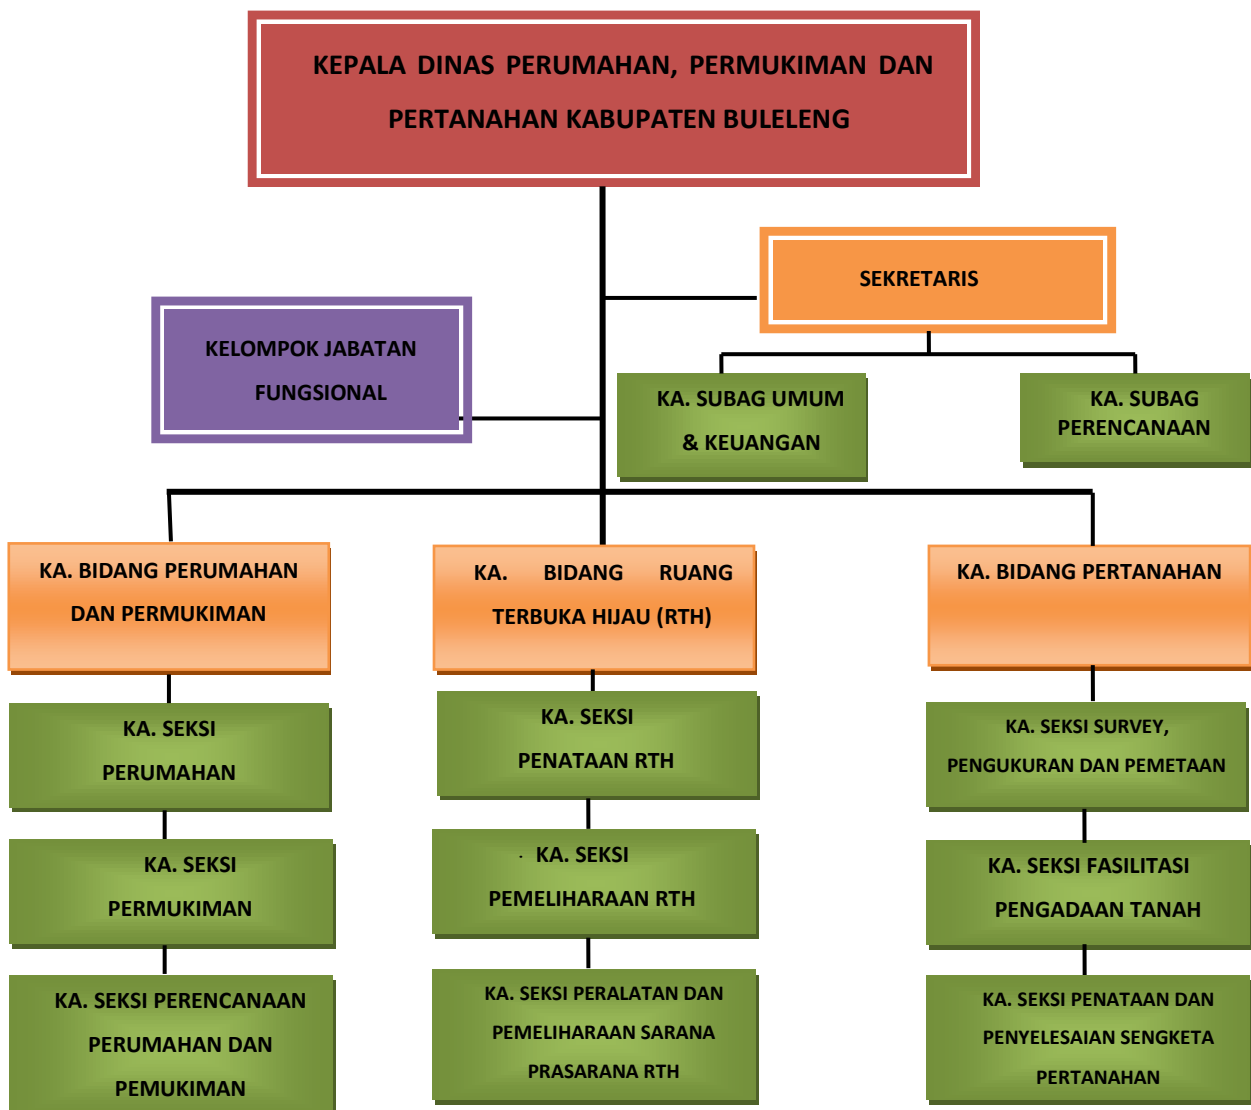 KEPALA DINAS PERUMAHAN, PERMUKIMAN DAN
PERTANAHAN KABUPATEN BULELENG
SEKRETARIS
KELOMPOK JABATAN
FUNGSIONAL
KA. SUBAG UMUM
& KEUANGAN
KA. SUBAG
PERENCANAAN
KA. BIDANG PERUMAHAN
DAN PERMUKIMAN
KA. BIDANG RUANG
TERBUKA HIJAU (RTH)
KA. BIDANG PERTANAHAN
KA. SEKSI
PERUMAHAN
KA. SEKSI
PENATAAN RTH
KA. SEKSI SURVEY,
PENGUKURAN DAN PEMETAAN
KA. SEKSI
PERMUKIMAN
. KA. SEKSI
PEMELIHARAAN RTH
KA. SEKSI FASILITASI
PENGADAAN TANAH
KA. SEKSI PERENCANAAN
PERUMAHAN DAN
PEMUKIMAN
KA. SEKSI PERALATAN DAN
PEMELIHARAAN SARANA
PRASARANA RTH
KA. SEKSI PENATAAN DAN
PENYELESAIAN SENGKETA
PERTANAHAN